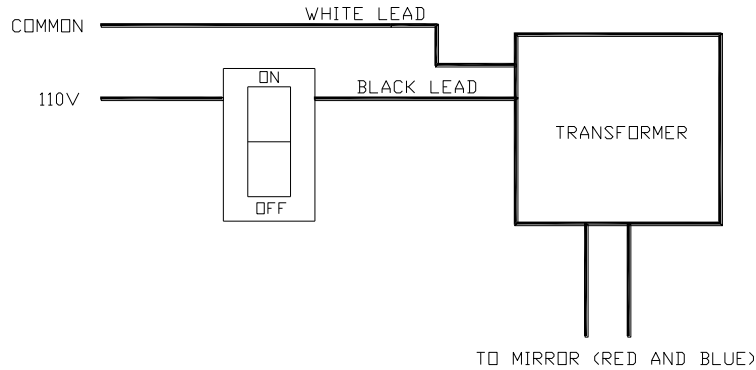 WHITE LEAD
COMMON
ON
BLACK LEAD
110V
TRANSFORMER
OFF
TO MIRROR (RED AND BLUE)